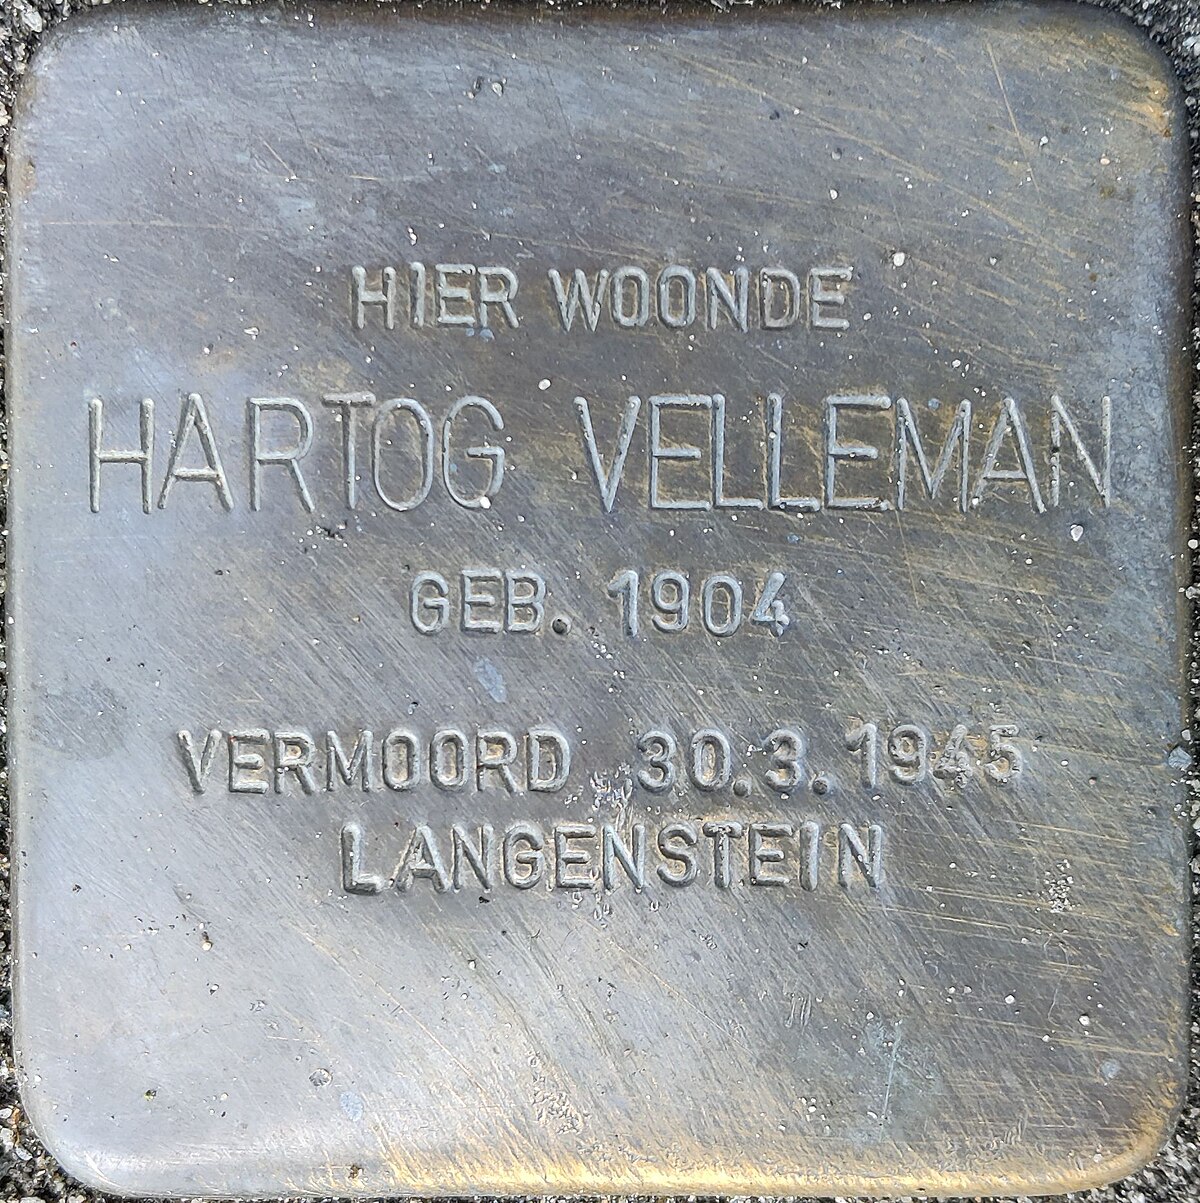 HIER WOONDE
HARTOG VELLEMAN
GEB. 1904
VERMOORD 30.3.1945
LANGENSTEIN